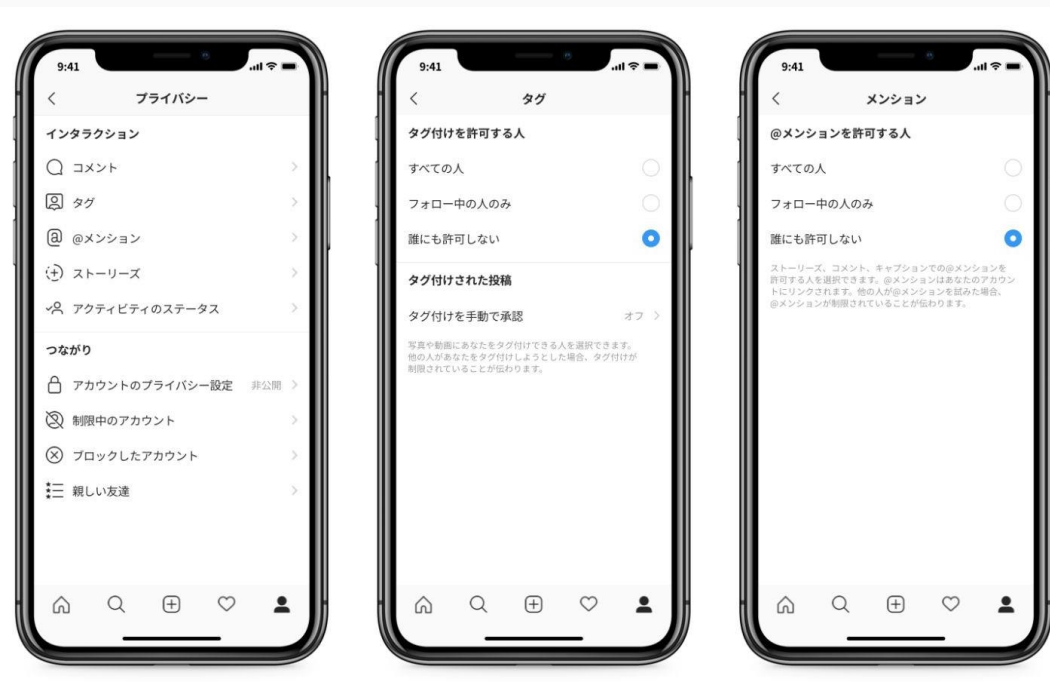 9:41
プライバシー
インタラクション
コメント
タグ
@メンション
ストーリーズ
アクティビティのステータス
つながり
アカウントのプライバシー設定 非公開
制限中のアカウント
ブロックしたアカウント
親しい友達
9:41
タグ
タグ付けを許可する人
すべての人
フォロー中の人のみ
誰にも許可しない
タグ付けされた投稿
タグ付けを手動で承認 オフ
写真や動画にあなたをタグ付けできる人を選択できます。
他の人があなたをタグ付けしようとした場合、タグ付けが
制限されていることが伝わります。
9:41
メンション
@メンションを許可する人
すべての人
フォロー中の人のみ
誰にも許可しない
ストーリーズ、コメント、キャプションでの@メンションを
許可する人を選択できます。@メンションはあなたのアカウン
トにリンクされます。他の人が@メンションを試みた場合、
@メンションが制限されていることが伝わります。